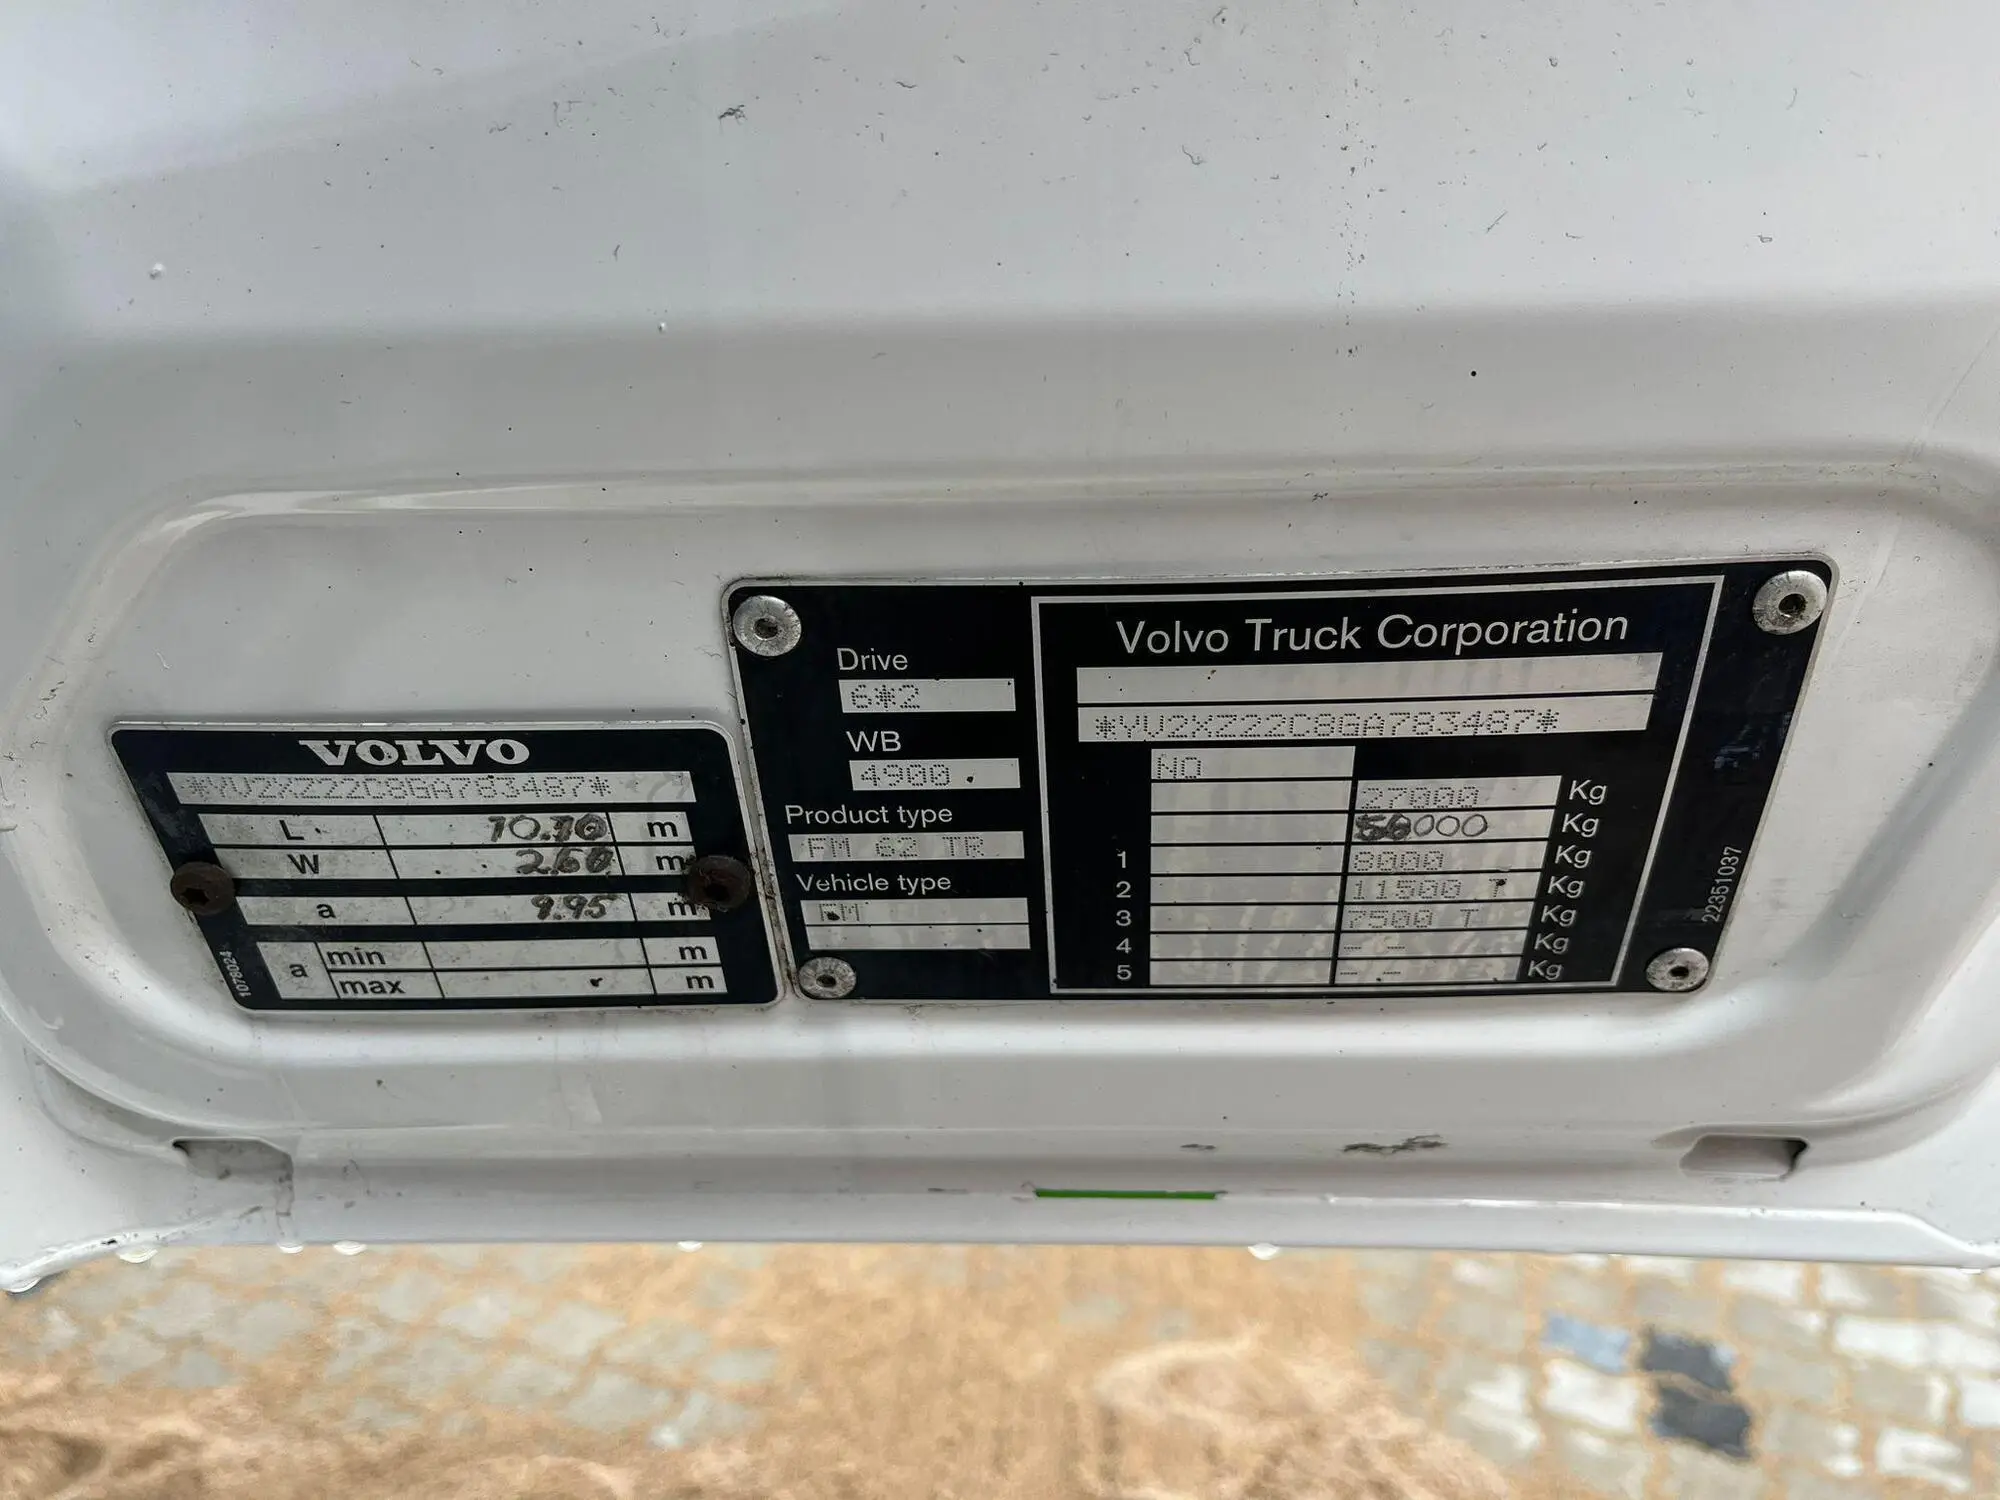 VOLVO
*YV2XZ22C8GA783487*
L 10.10 m
W 2.60 m
a 9.95 m
a min m
max m
1078024
Drive
6*2
WB
4900
Product type
FM 62 TR
Vehicle type
FM
Volvo Truck Corporation
*YV2XZ22C8GA783487*
NO
27000 Kg
Kg
1 8000 Kg
2 11500 T Kg
3 7500 T Kg
4 - - Kg
5 - - Kg
22351037